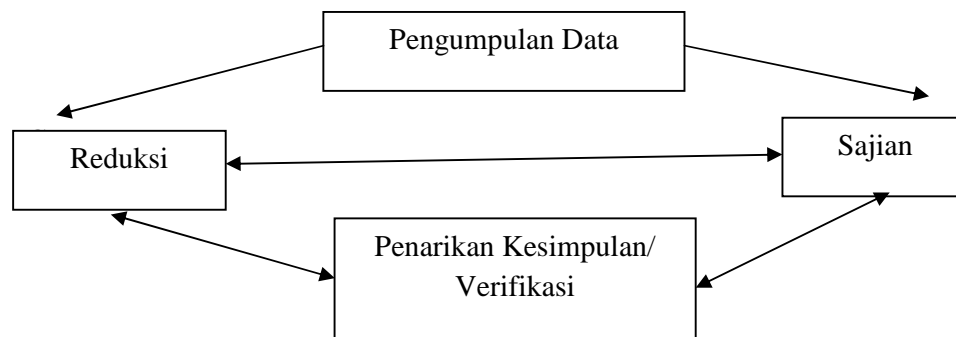 Pengumpulan Data
Reduksi
Sajian
Penarikan Kesimpulan/
Verifikasi